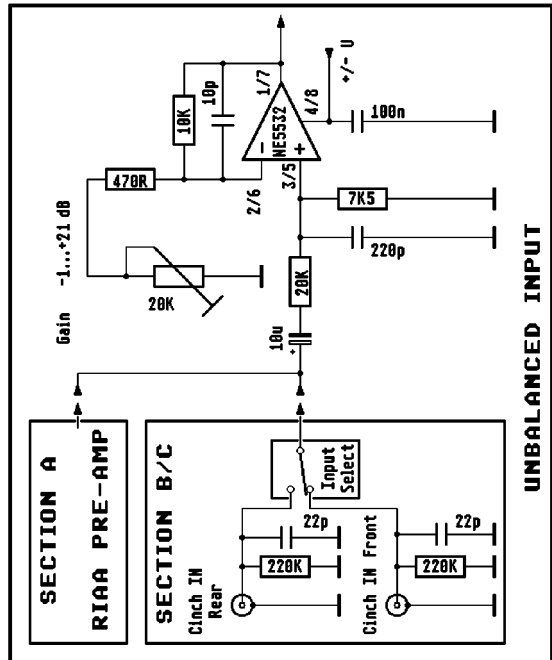 SECTION A
RIAA PRE-AMP
SECTION B/C
Input
Select
22p
220K
Cinch IN
Rear
22p
220K
Cinch IN Front
Gain -1...+21 dB
20K
470R
10K
10p
10u
20K
2/6
3/5
NE5532
-
+
1/7
4/8
+/- U
100n
7K5
220p
UNBALANCED INPUT